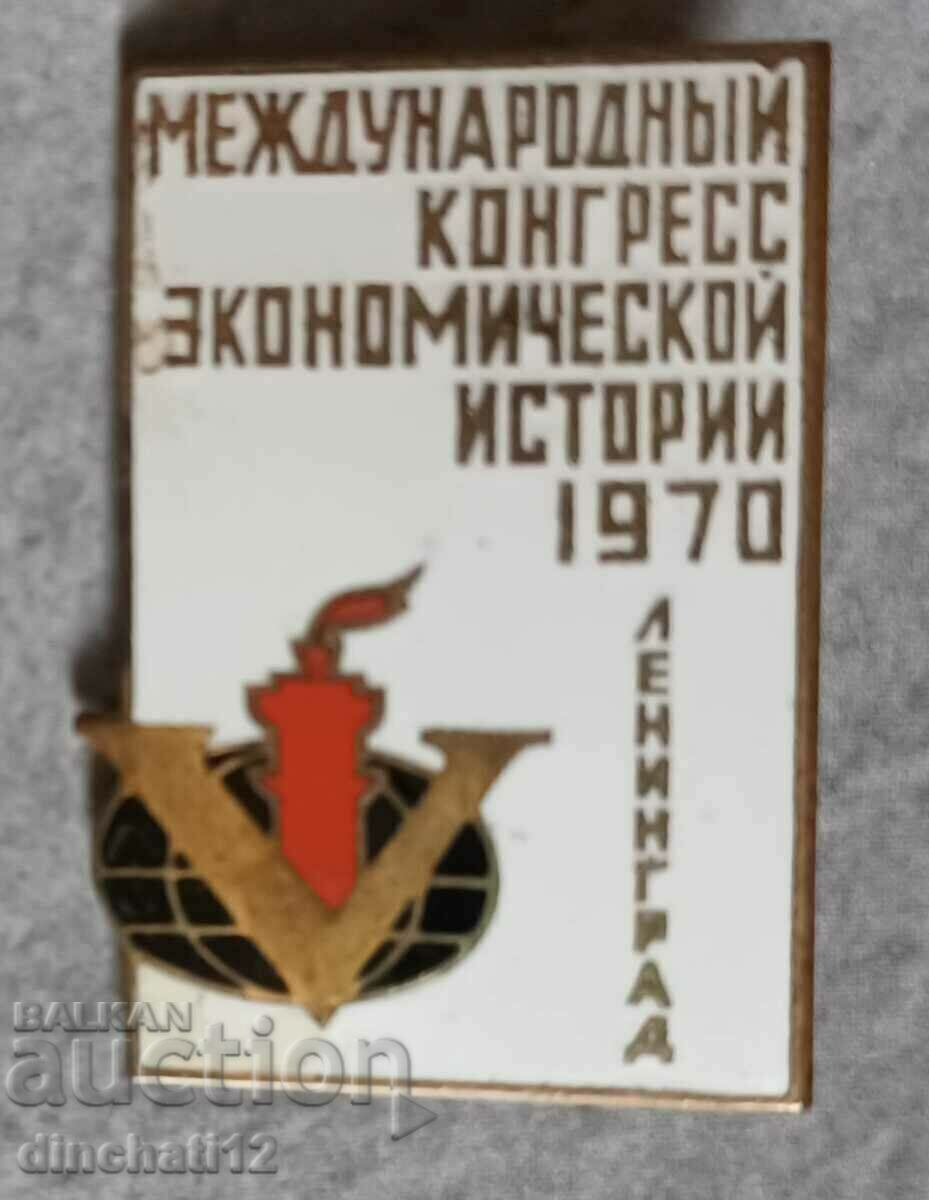 МЕЖДУНАРОДНЫЙ
КОНГРЕСС
ЭКОНОМИЧЕСКОЙ
ИСТОРИИ
1970
ЛЕНИНГРАД
V
BALKAN
auction
dinchati12